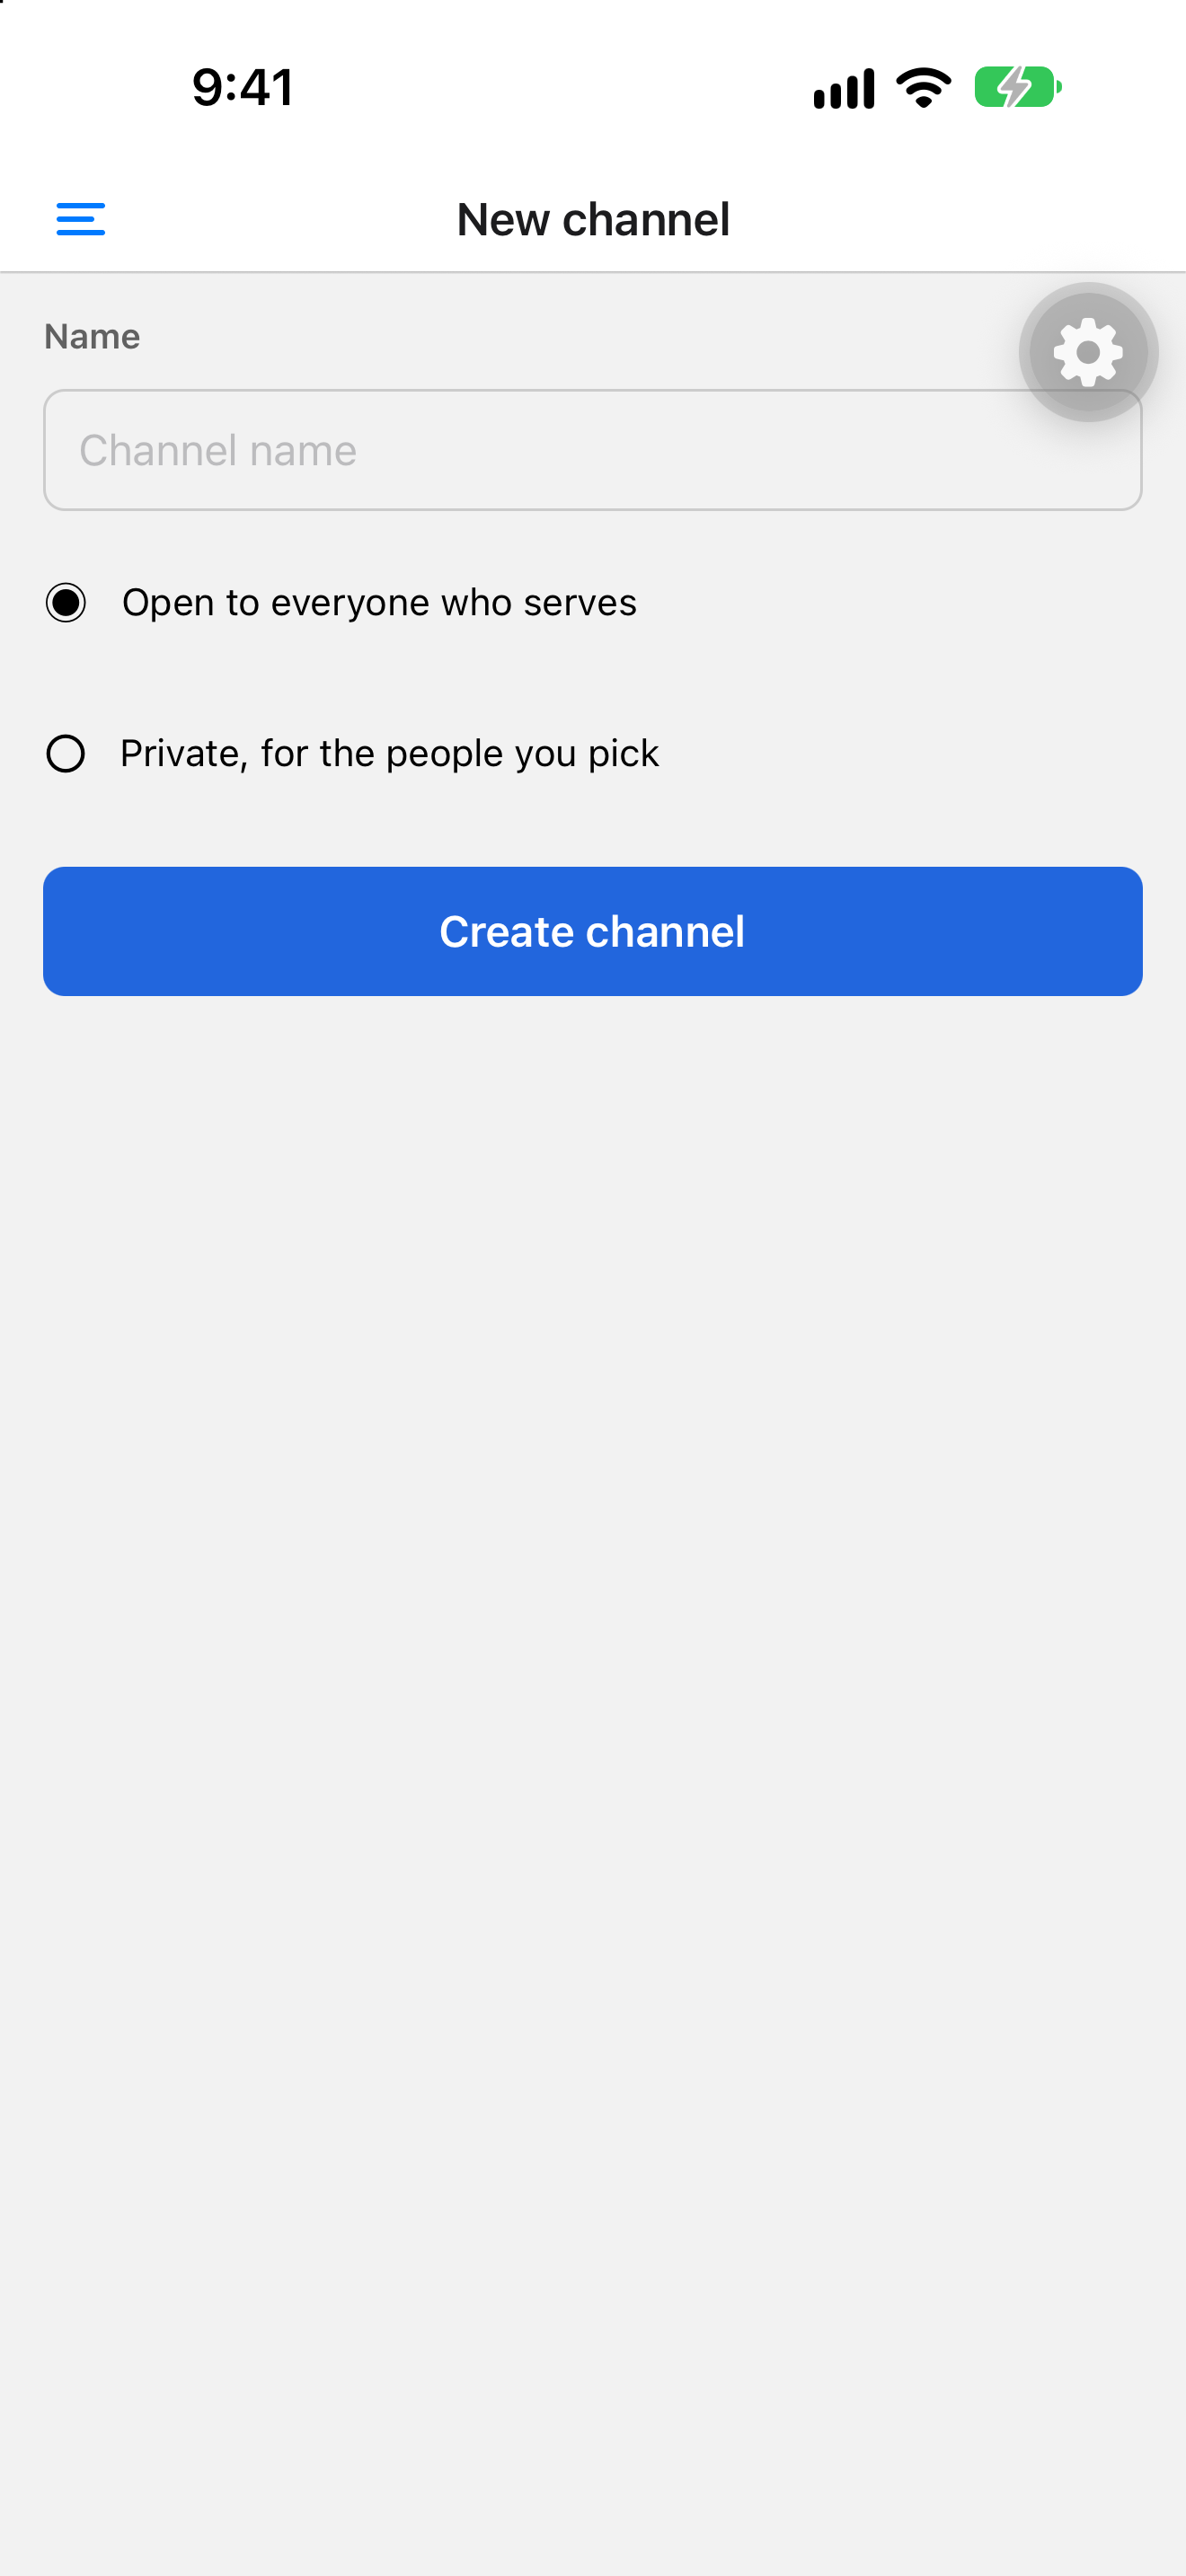 9:41
New channel
Name
Channel name
Open to everyone who serves
Private, for the people you pick
Create channel